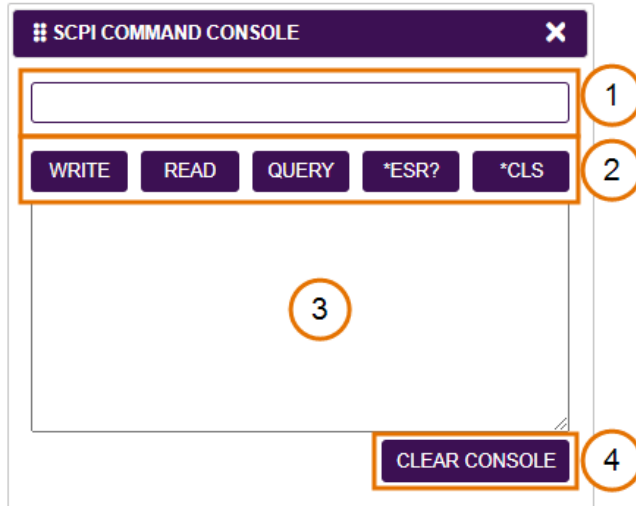 SCPI COMMAND CONSOLE
1
WRITE READ QUERY *ESR? *CLS 2
3
CLEAR CONSOLE 4